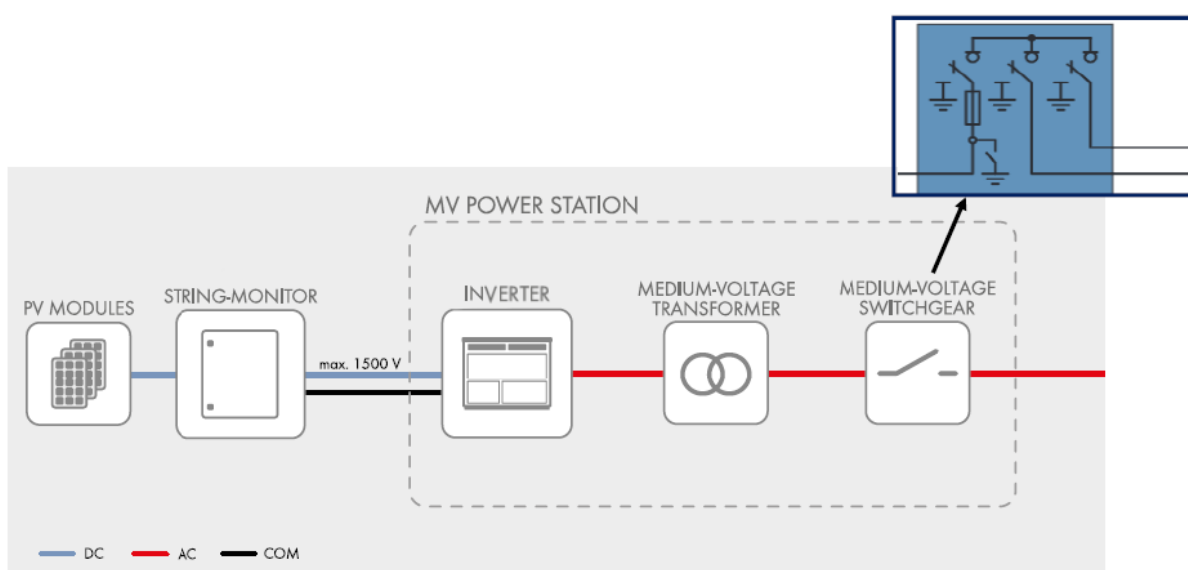 MV POWER STATION
PV MODULES
STRING-MONITOR
max. 1500 V
INVERTER
MEDIUM-VOLTAGE
TRANSFORMER
MEDIUM-VOLTAGE
SWITCHGEAR
DC
AC
COM